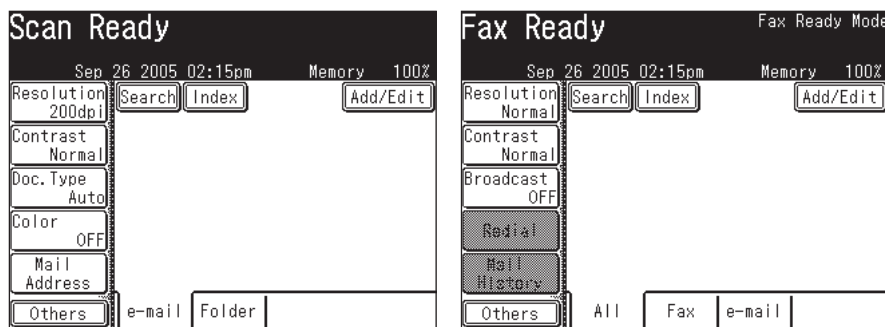 Scan Ready
Sep 26 2005 02:15pm Memory 100%
Resolution
200dpi
Search Index Add/Edit
Contrast
Normal
Doc.Type
Auto
Color
OFF
Mail
Address
Others e-mail Folder
Fax Ready Fax Ready Mode
Sep 26 2005 02:15pm Memory 100%
Resolution
Normal
Search Index Add/Edit
Contrast
Normal
Broadcast
OFF
Redial
Mail
History
Others All Fax e-mail